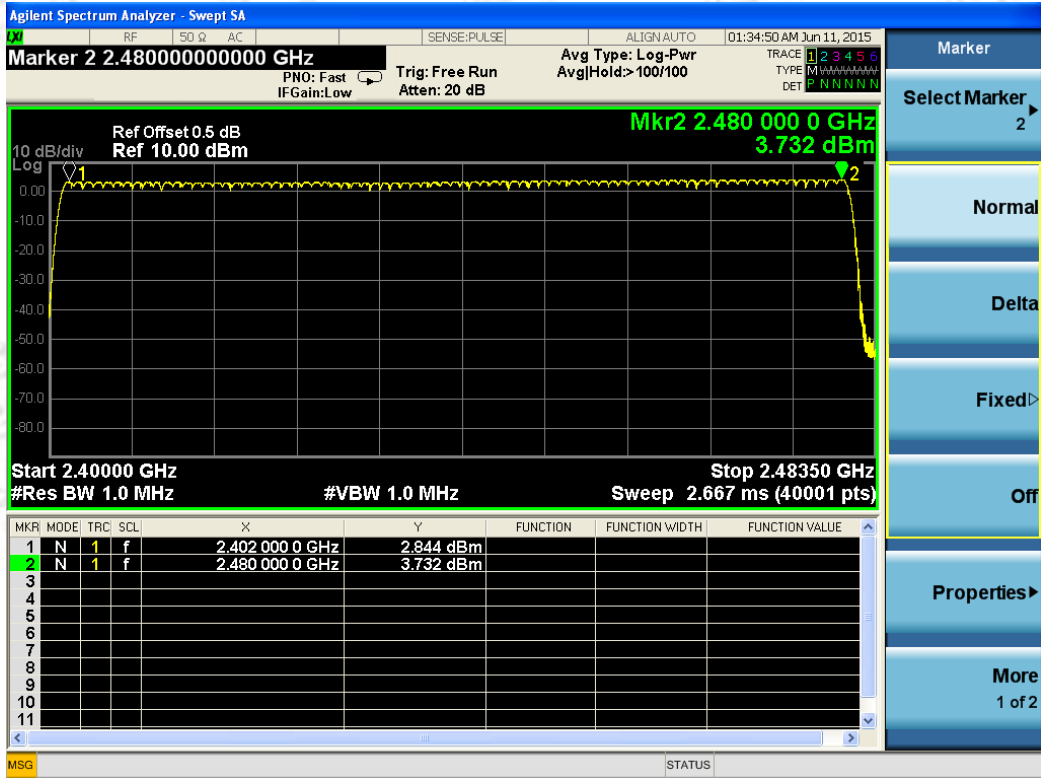 Agilent Spectrum Analyzer - Swept SA
LXI RF 50 Ω AC SENSE:PULSE ALIGN AUTO 01:34:50 AM Jun 11, 2015
Marker 2 2.480000000000 GHz
PNO: Fast
IFGain:Low
Trig: Free Run
Atten: 20 dB
Avg Type: Log-Pwr
Avg|Hold:>100/100
TRACE 1 2 3 4 5 6
TYPE M W W W W W
DET P N N N N N
Ref Offset 0.5 dB
10 dB/div Ref 10.00 dBm
Log
Mkr2 2.480 000 0 GHz
3.732 dBm
1
2
0.00
-10.0
-20.0
-30.0
-40.0
-50.0
-60.0
-70.0
-80.0
Start 2.40000 GHz Stop 2.48350 GHz
#Res BW 1.0 MHz #VBW 1.0 MHz Sweep 2.667 ms (40001 pts)
MKR MODE TRC SCL X Y FUNCTION FUNCTION WIDTH FUNCTION VALUE
1 N 1 f 2.402 000 0 GHz 2.844 dBm
2 N 1 f 2.480 000 0 GHz 3.732 dBm
3
4
5
6
7
8
9
10
11
MSG STATUS
Marker
Select Marker
2
Normal
Delta
Fixed
Off
Properties
More
1 of 2